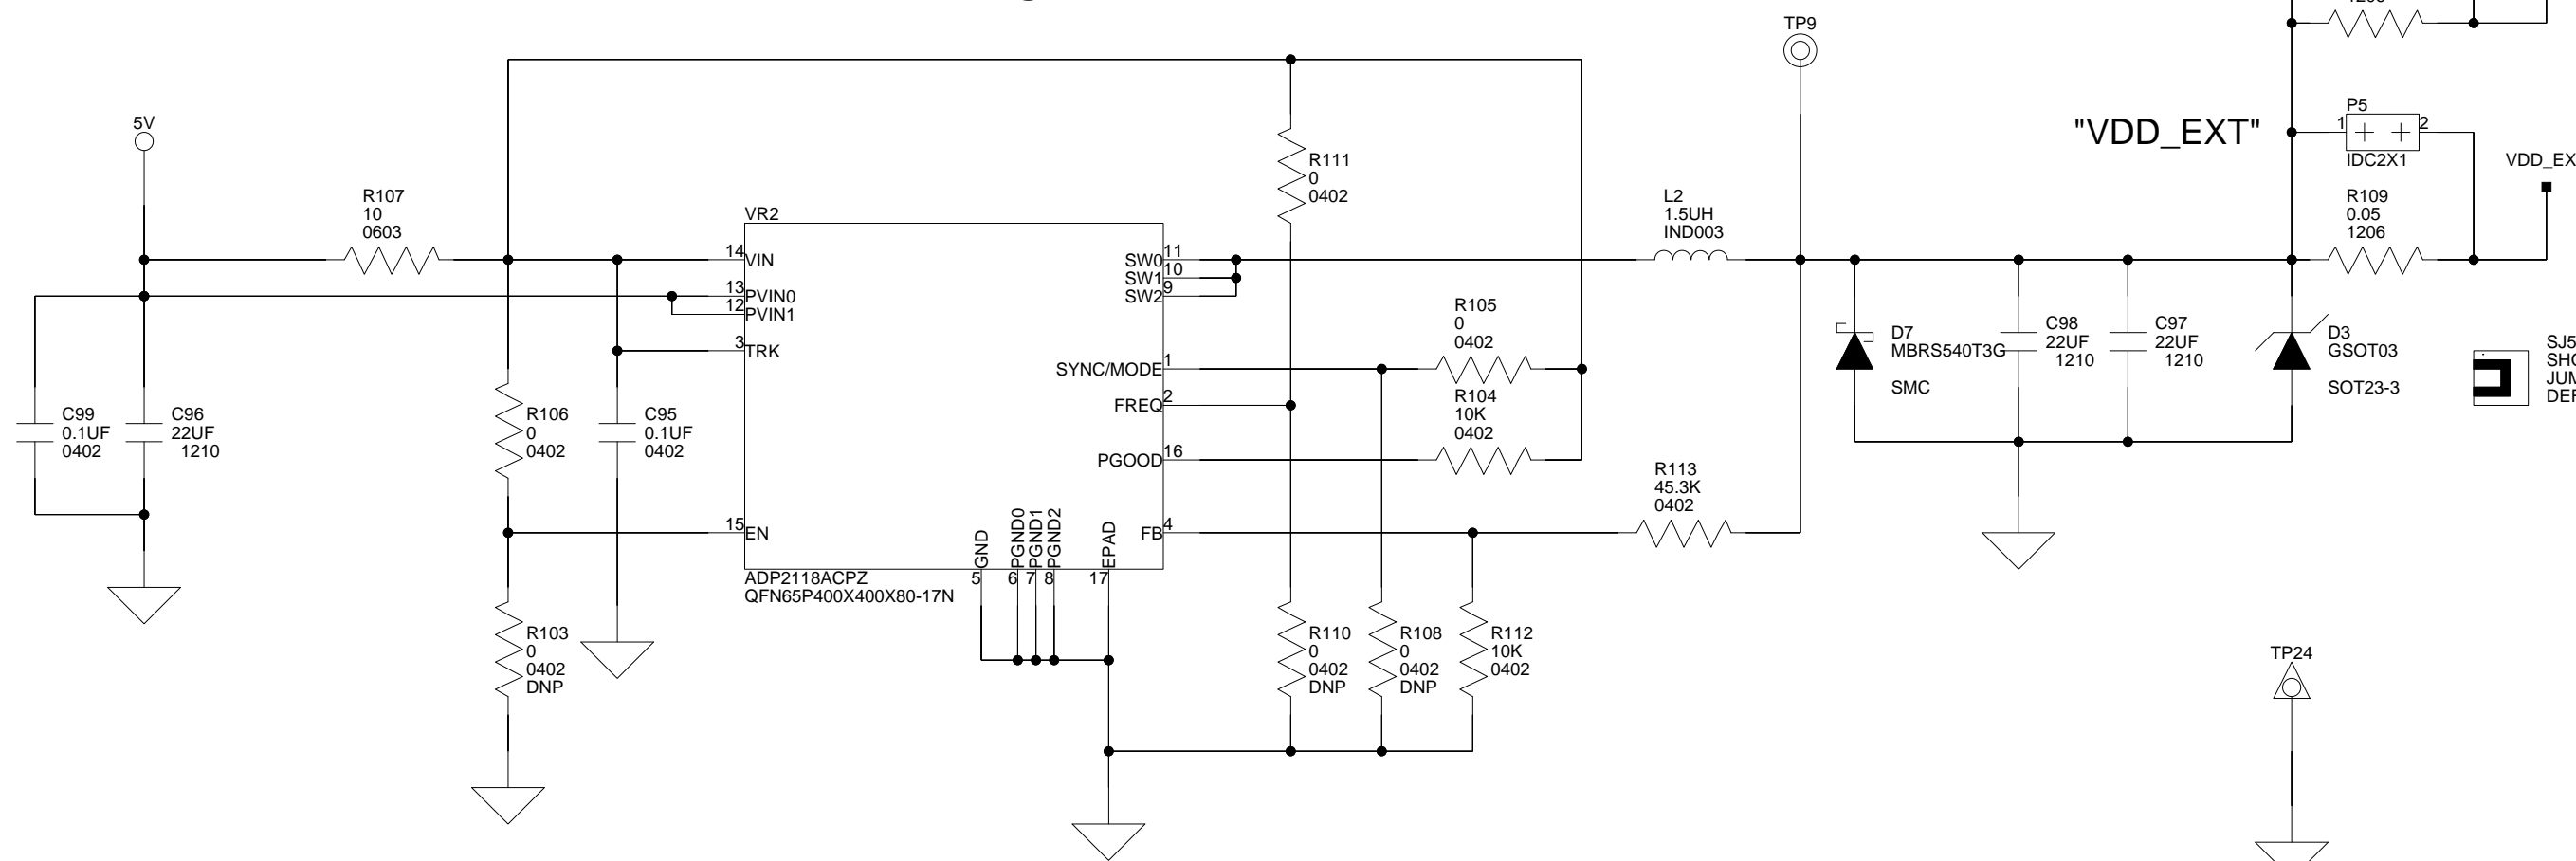 TP9
5V
"VDD_EXT"
P5
1
2
IDC2X1
VDD_EX
R107
10
0603
R111
0
0402
L2
1.5UH
IND003
R109
0.05
1206
VR2
14
VIN
13
PVIN0
12
PVIN1
3
TRK
15
EN
SW0
11
SW1
10
SW2
9
SYNC/MODE
1
FREQ
2
PGOOD
16
FB
4
GND
5
PGND0
6
PGND1
7
PGND2
8
EPAD
17
ADP2118ACPZ
QFN65P400X400X80-17N
R105
0
0402
R104
10K
0402
R113
45.3K
0402
D7
MBRS540T3G
SMC
C98
22UF
1210
C97
22UF
1210
D3
GSOT03
SOT23-3
SJ5
SHO
JUM
DEF
C99
0.1UF
0402
C96
22UF
1210
R106
0
0402
C95
0.1UF
0402
R103
0
0402
DNP
R110
0
0402
DNP
R108
0
0402
DNP
R112
10K
0402
TP24